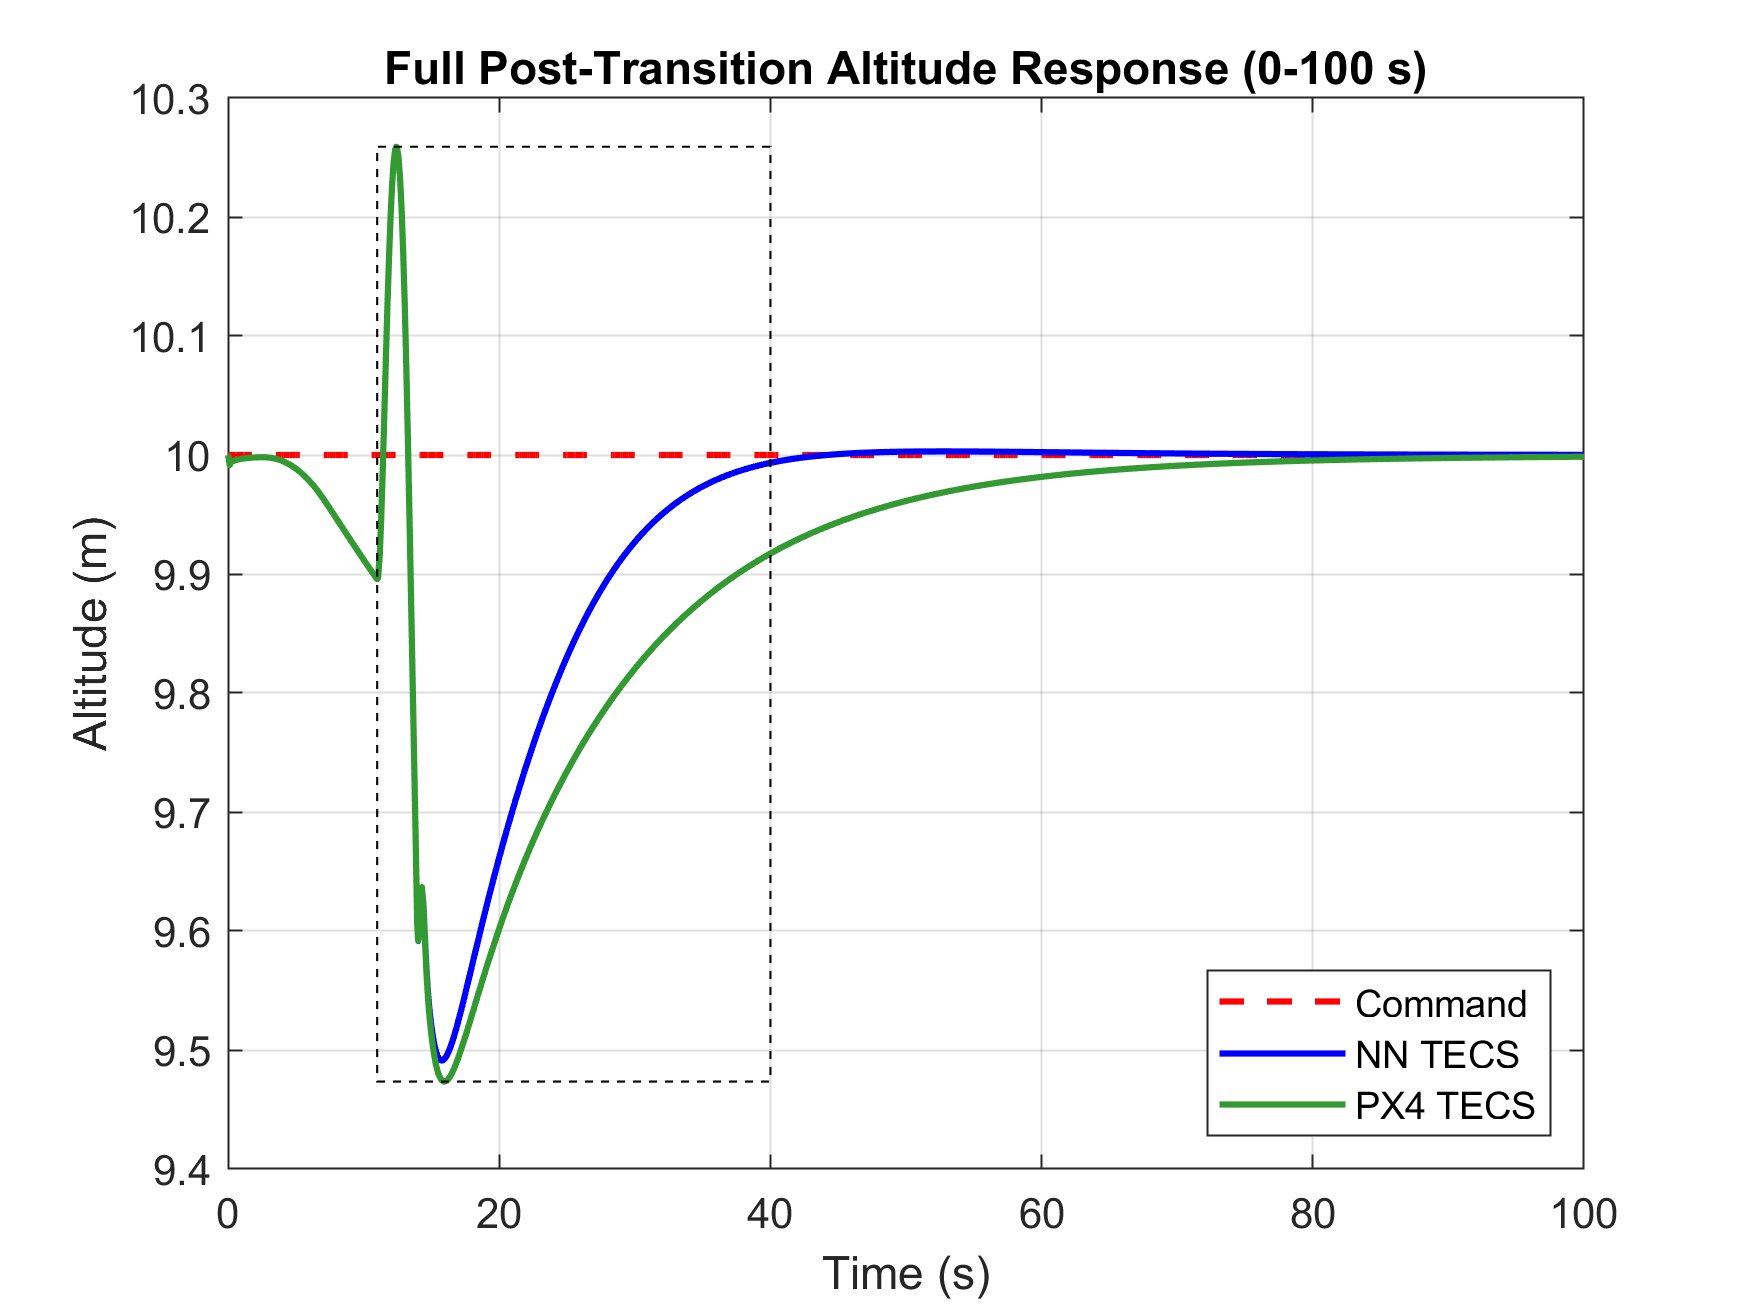 Full Post-Transition Altitude Response (0-100 s)
10.3
10.2
10.1
10
9.9
9.8
9.7
9.6
9.5
9.4
Altitude (m)
0 20 40 60 80 100
Time (s)
Command
NN TECS
PX4 TECS